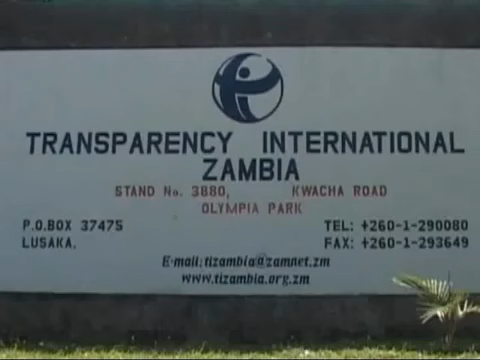 TRANSPARENCY INTERNATIONAL
ZAMBIA
STAND No. 3880, KWACHA ROAD
OLYMPIA PARK
P.O.BOX 37475 TEL: +260-1-290080
LUSAKA. FAX: +260-1-293649
E-mail: tizambia@zamnet.zm
www.tizambia.org.zm